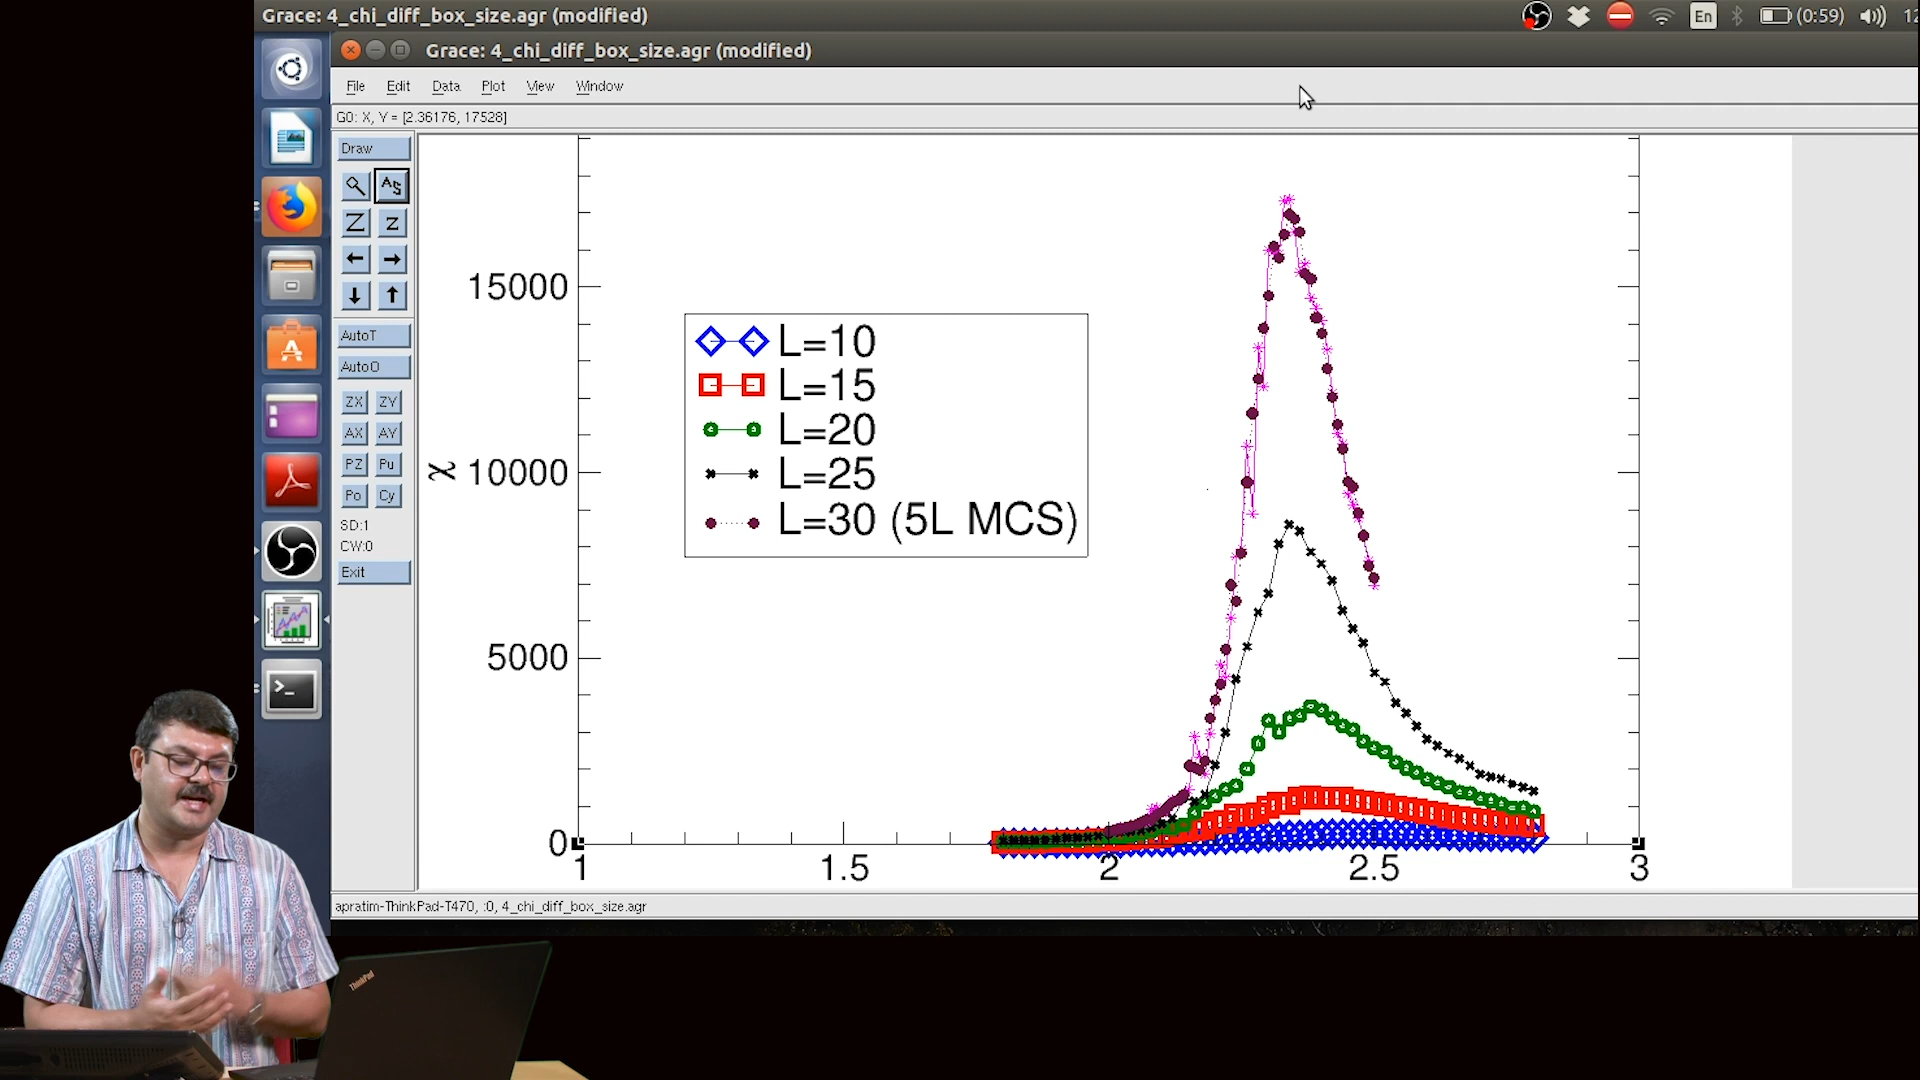 Grace: 4_chi_diff_box_size.agr (modified)
En
(0:59)
12
Grace: 4_chi_diff_box_size.agr (modified)
File Edit Data Plot View Window
G0: X, Y = [2.36176, 17528]
Draw
A
S
Z
z
AutoT
AutoO
ZX ZY
AX AY
PZ Pu
Po Cy
SD:1
CW:0
Exit
15000
χ 10000
5000
0
1 1.5 2 2.5 3
L=10
L=15
L=20
L=25
L=30 (5L MCS)
apratim-ThinkPad-T470, :0, 4_chi_diff_box_size.agr
ThinkPad